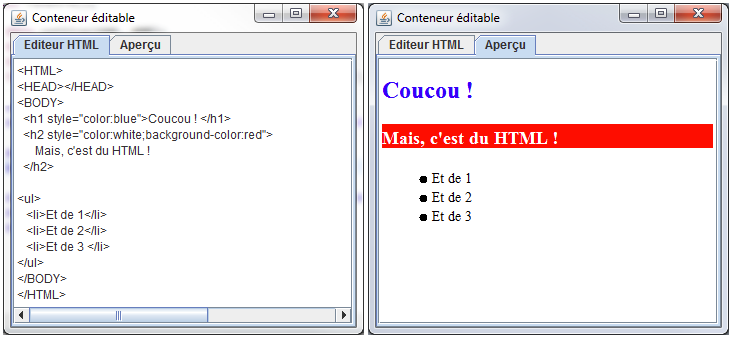 Conteneur éditable
Editeur HTML Aperçu
<HTML>
<HEAD></HEAD>
<BODY>
<h1 style="color:blue">Coucou ! </h1>
<h2 style="color:white;background-color:red">
Mais, c'est du HTML !
</h2>
<ul>
<li>Et de 1</li>
<li>Et de 2</li>
<li>Et de 3 </li>
</ul>
</BODY>
</HTML>
Conteneur éditable
Editeur HTML Aperçu
Coucou !
Mais, c'est du HTML !
Et de 1
Et de 2
Et de 3